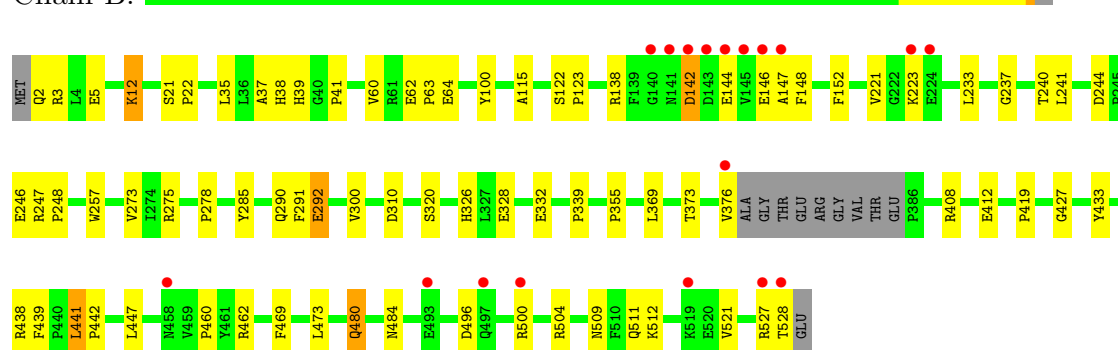 Chain B:
MET Q2 R3 L4 E5 K12 S21 P22 L35 L36 A37 H38 H39 G40 P41 V60 R61 E62 P63 E64 Y100 A115 S122 P123 R138 F139 G140 N141 D142 D143 E144 V145 E146 A147 F148 F152 V221 G222 K223 E224 L233 G237 T240 L241 D244 R245
E246 R247 P248 W257 V273 I274 R275 P278 Y285 Q290 F291 E292 V300 D310 S320 H326 L327 E328 E332 P339 P355 L369 T373 V376 ALA GLY THR GLU ARG GLY VAL THR GLU P386 R408 E412 P419 G427 Y433
R438 F439 P440 L441 P442 L447 N458 V459 P460 Y461 R462 F469 L473 Q480 N484 E493 D496 Q497 R500 R504 N509 F510 Q511 K512 K519 E520 V521 R527 T528 GLU